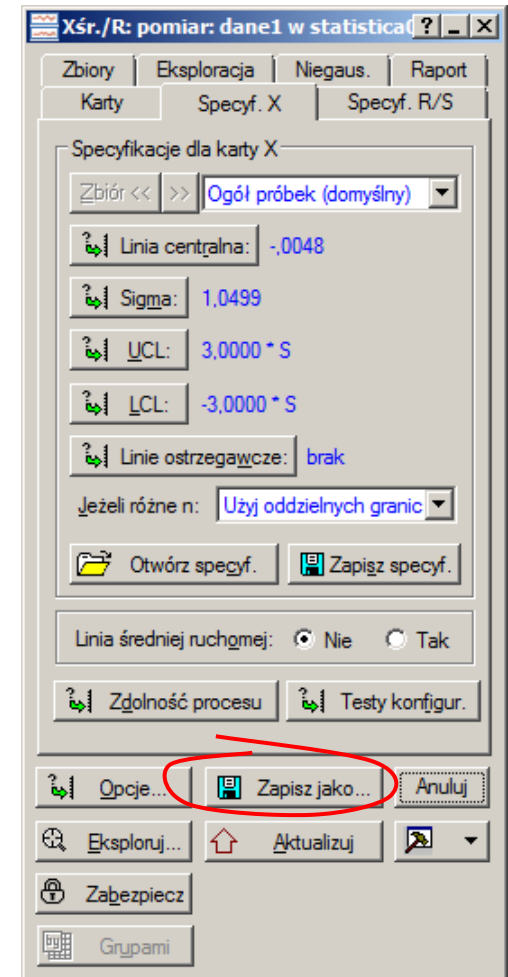 Xśr./R: pomiar: dane1 w statistica
Zbiory Eksploracja Niegaus. Raport
Karty Specyf. X Specyf. R/S
Specyfikacje dla karty X
Zbiór << >> Ogół próbek (domyślny)
Linia centralna: -,0048
Sigma: 1,0499
UCL: 3,0000 * S
LCL: -3,0000 * S
Linie ostrzegawcze: brak
Jeżeli różne n: Użyj oddzielnych granic
Otwórz specyf. Zapisz specyf.
Linia średniej ruchomej: Nie Tak
Zdolność procesu Testy konfigur.
Opcje... Zapisz jako... Anuluj
Eksploruj... Aktualizuj
Zabezpiecz
Grupami